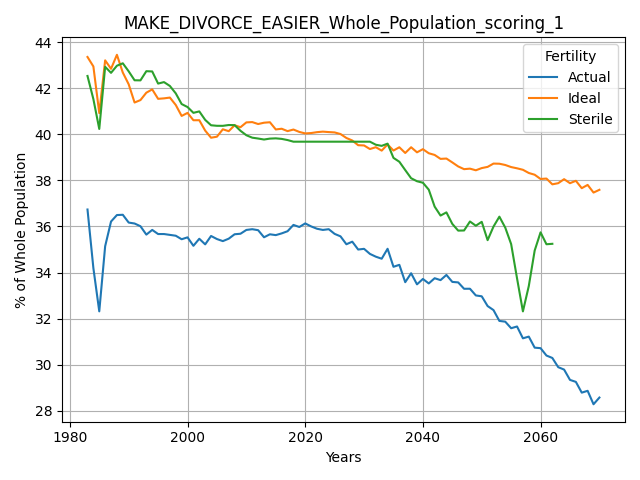 MAKE_DIVORCE_EASIER_Whole_Population_scoring_1
Fertility
Actual
Ideal
Sterile
% of Whole Population
44
42
40
38
36
34
32
30
28
1980
2000
2020
2040
2060
Years